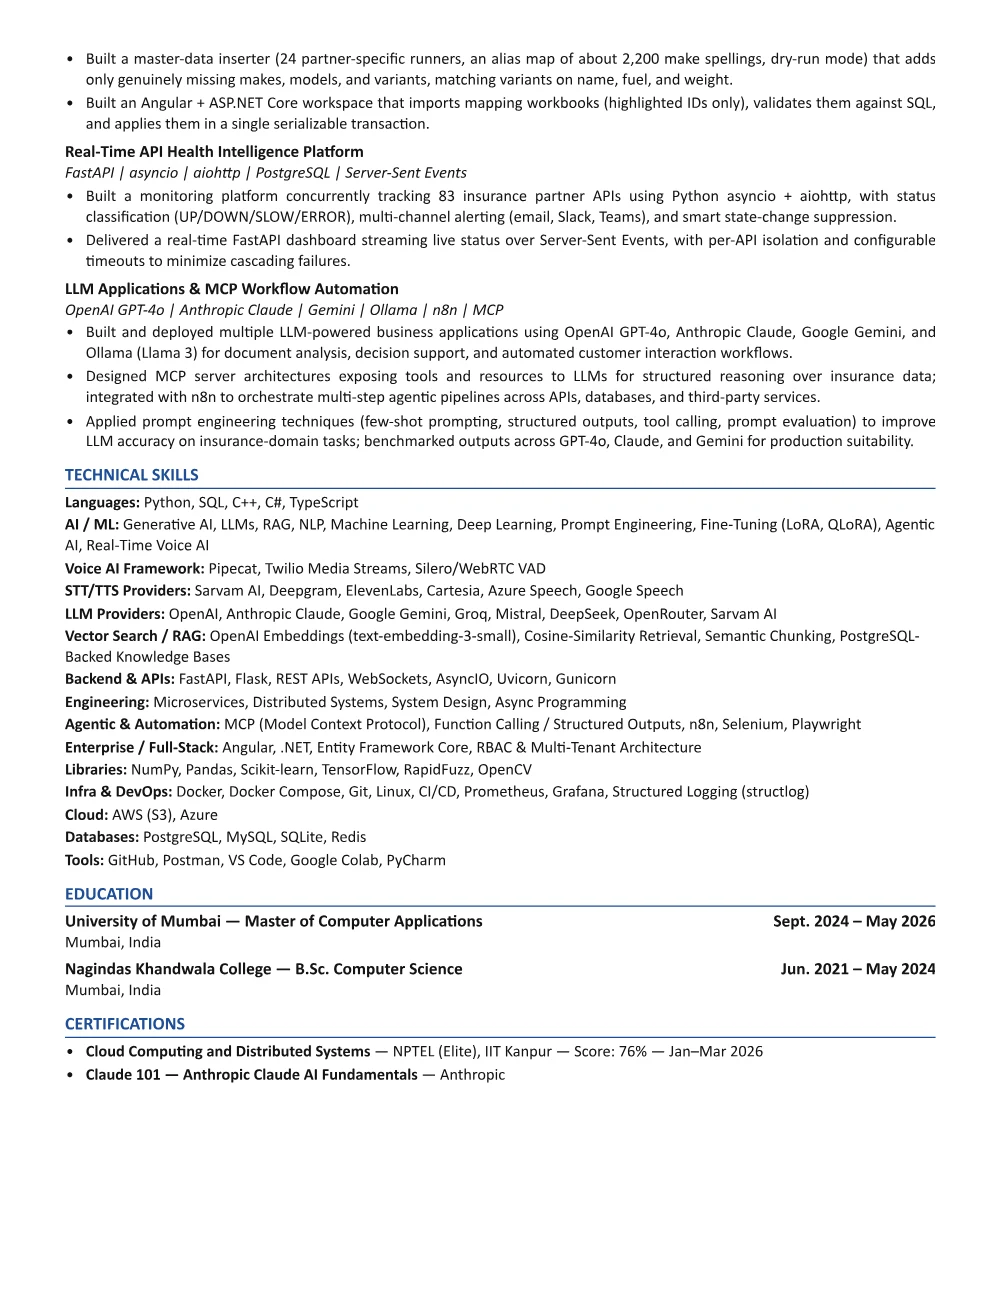 • Built a master-data inserter (24 partner-specific runners, an alias map of about 2,200 make spellings, dry-run mode) that adds
only genuinely missing makes, models, and variants, matching variants on name, fuel, and weight.
• Built an Angular + ASP.NET Core workspace that imports mapping workbooks (highlighted IDs only), validates them against SQL,
and applies them in a single serializable transaction.
Real-Time API Health Intelligence Platform
FastAPI | asyncio | aiohttp | PostgreSQL | Server-Sent Events
• Built a monitoring platform concurrently tracking 83 insurance partner APIs using Python asyncio + aiohttp, with status
classification (UP/DOWN/SLOW/ERROR), multi-channel alerting (email, Slack, Teams), and smart state-change suppression.
• Delivered a real-time FastAPI dashboard streaming live status over Server-Sent Events, with per-API isolation and configurable
timeouts to minimize cascading failures.
LLM Applications & MCP Workflow Automation
OpenAI GPT-4o | Anthropic Claude | Gemini | Ollama | n8n | MCP
• Built and deployed multiple LLM-powered business applications using OpenAI GPT-4o, Anthropic Claude, Google Gemini, and
Ollama (Llama 3) for document analysis, decision support, and automated customer interaction workflows.
• Designed MCP server architectures exposing tools and resources to LLMs for structured reasoning over insurance data;
integrated with n8n to orchestrate multi-step agentic pipelines across APIs, databases, and third-party services.
• Applied prompt engineering techniques (few-shot prompting, structured outputs, tool calling, prompt evaluation) to improve
LLM accuracy on insurance-domain tasks; benchmarked outputs across GPT-4o, Claude, and Gemini for production suitability.
TECHNICAL SKILLS
Languages: Python, SQL, C++, C#, TypeScript
AI / ML: Generative AI, LLMs, RAG, NLP, Machine Learning, Deep Learning, Prompt Engineering, Fine-Tuning (LoRA, QLoRA), Agentic
AI, Real-Time Voice AI
Voice AI Framework: Pipecat, Twilio Media Streams, Silero/WebRTC VAD
STT/TTS Providers: Sarvam AI, Deepgram, ElevenLabs, Cartesia, Azure Speech, Google Speech
LLM Providers: OpenAI, Anthropic Claude, Google Gemini, Groq, Mistral, DeepSeek, OpenRouter, Sarvam AI
Vector Search / RAG: OpenAI Embeddings (text-embedding-3-small), Cosine-Similarity Retrieval, Semantic Chunking, PostgreSQL-
Backed Knowledge Bases
Backend & APIs: FastAPI, Flask, REST APIs, WebSockets, AsyncIO, Uvicorn, Gunicorn
Engineering: Microservices, Distributed Systems, System Design, Async Programming
Agentic & Automation: MCP (Model Context Protocol), Function Calling / Structured Outputs, n8n, Selenium, Playwright
Enterprise / Full-Stack: Angular, .NET, Entity Framework Core, RBAC & Multi-Tenant Architecture
Libraries: NumPy, Pandas, Scikit-learn, TensorFlow, RapidFuzz, OpenCV
Infra & DevOps: Docker, Docker Compose, Git, Linux, CI/CD, Prometheus, Grafana, Structured Logging (structlog)
Cloud: AWS (S3), Azure
Databases: PostgreSQL, MySQL, SQLite, Redis
Tools: GitHub, Postman, VS Code, Google Colab, PyCharm
EDUCATION
University of Mumbai — Master of Computer Applications Sept. 2024 – May 2026
Mumbai, India
Nagindas Khandwala College — B.Sc. Computer Science Jun. 2021 – May 2024
Mumbai, India
CERTIFICATIONS
• Cloud Computing and Distributed Systems — NPTEL (Elite), IIT Kanpur — Score: 76% — Jan–Mar 2026
• Claude 101 — Anthropic Claude AI Fundamentals — Anthropic